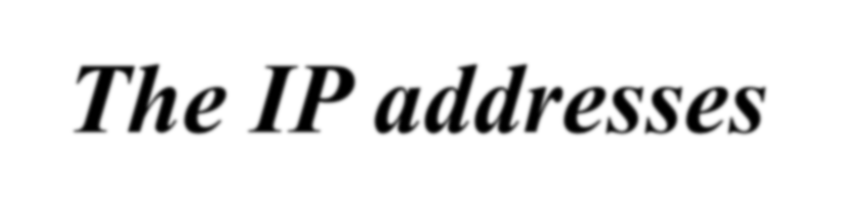 The IP addresses